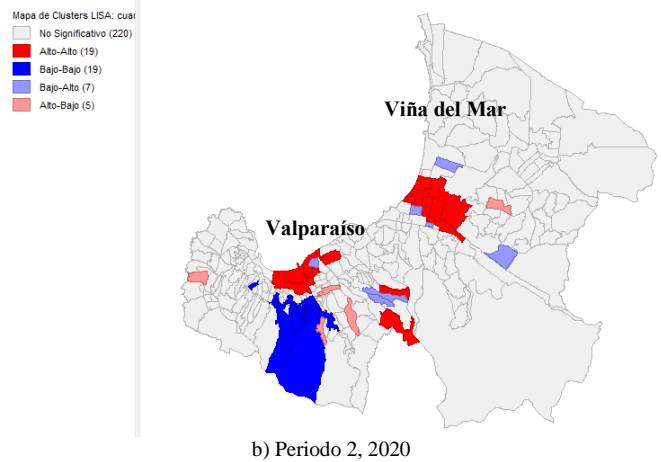 Mapa de Clusters LISA: cua
No Significativo (220)
Alto-Alto (19)
Bajo-Bajo (19)
Bajo-Alto (7)
Alto-Bajo (5)
Viña del Mar
Valparaíso
b) Periodo 2, 2020